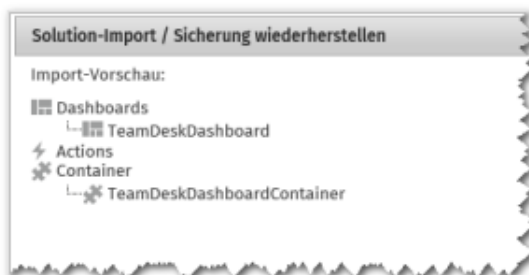 Solution-Import / Sicherung wiederherstellen
Import-Vorschau:
Dashboards
TeamDeskDashboard
Actions
Container
TeamDeskDashboardContainer